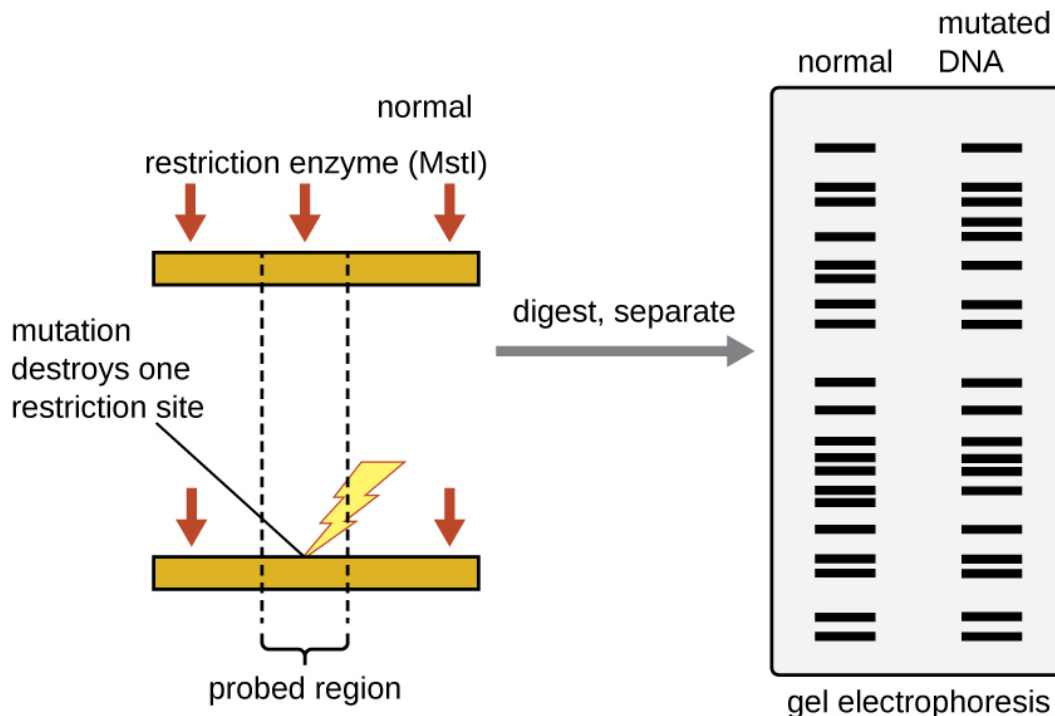 normal
restriction enzyme (MstI)
mutation
destroys one
restriction site
probed region
digest, separate
normal
mutated
DNA
gel electrophoresis